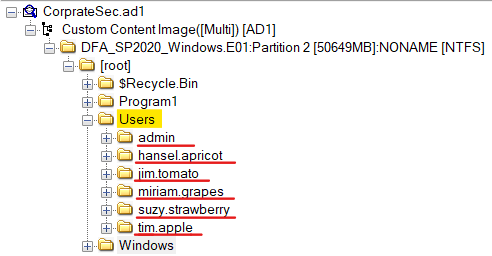 CorprateSec.ad1
Custom Content Image([Multi]) [AD1]
DFA_SP2020_Windows.E01:Partition 2 [50649MB]:NONAME [NTFS]
[root]
$Recycle.Bin
Program1
Users
admin
hansel.apricot
jim.tomato
miriam.grapes
suzy.strawberry
tim.apple
Windows